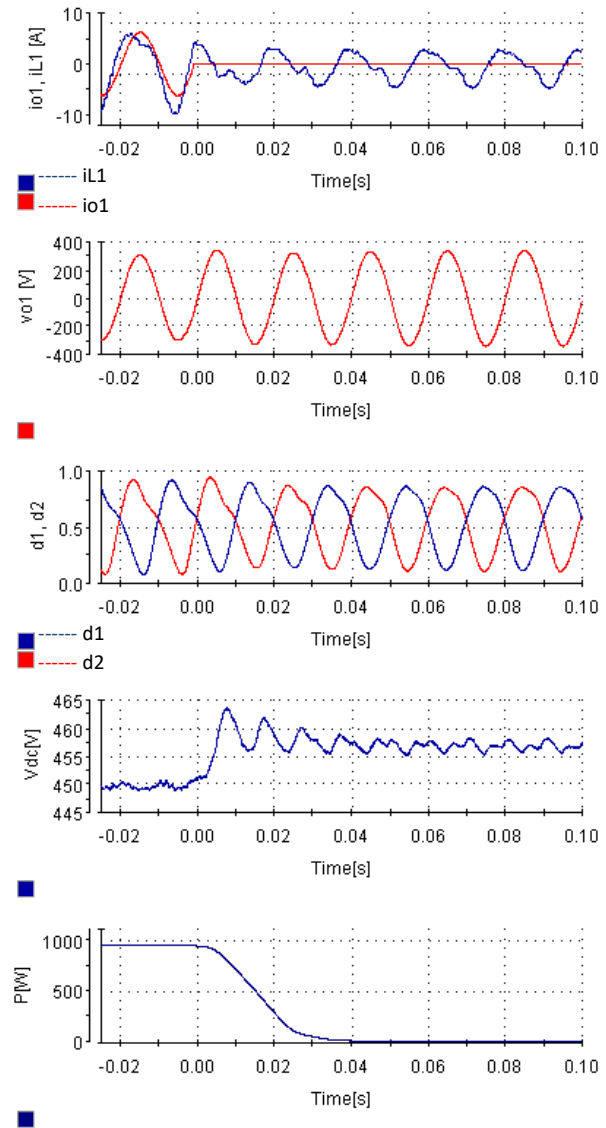 io1, iL1 [A]
10
0
-10
-0.02 0.00 0.02 0.04 0.06 0.08 0.10
Time[s]
------ iL1
------ io1
vo1 [V]
400
200
0
-200
-400
-0.02 0.00 0.02 0.04 0.06 0.08 0.10
Time[s]
d1, d2
1.0
0.5
0.0
-0.02 0.00 0.02 0.04 0.06 0.08 0.10
Time[s]
------ d1
------ d2
Vdc[V]
465
460
455
450
445
-0.02 0.00 0.02 0.04 0.06 0.08 0.10
Time[s]
P[W]
1000
500
0
-0.02 0.00 0.02 0.04 0.06 0.08 0.10
Time[s]